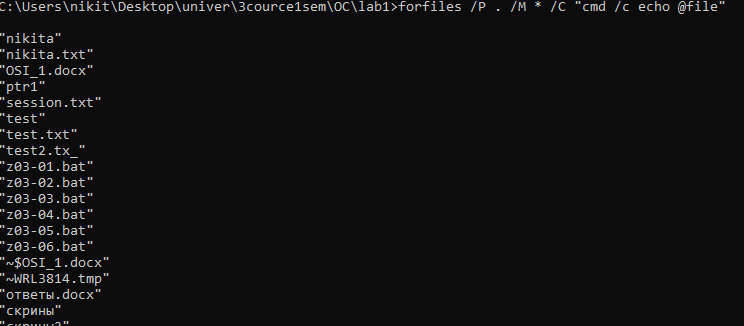 C:\Users\nikit\Desktop\univer\3cource1sem\OC\lab1>forfiles /P . /M * /C "cmd /c echo @file"
"nikita"
"nikita.txt"
"OSI_1.docx"
"ptr1"
"session.txt"
"test"
"test.txt"
"test2.tx_"
"z03-01.bat"
"z03-02.bat"
"z03-03.bat"
"z03-04.bat"
"z03-05.bat"
"z03-06.bat"
"~$OSI_1.docx"
"~WRL3814.tmp"
"ответы.docx"
"скрины"
"скрины2"